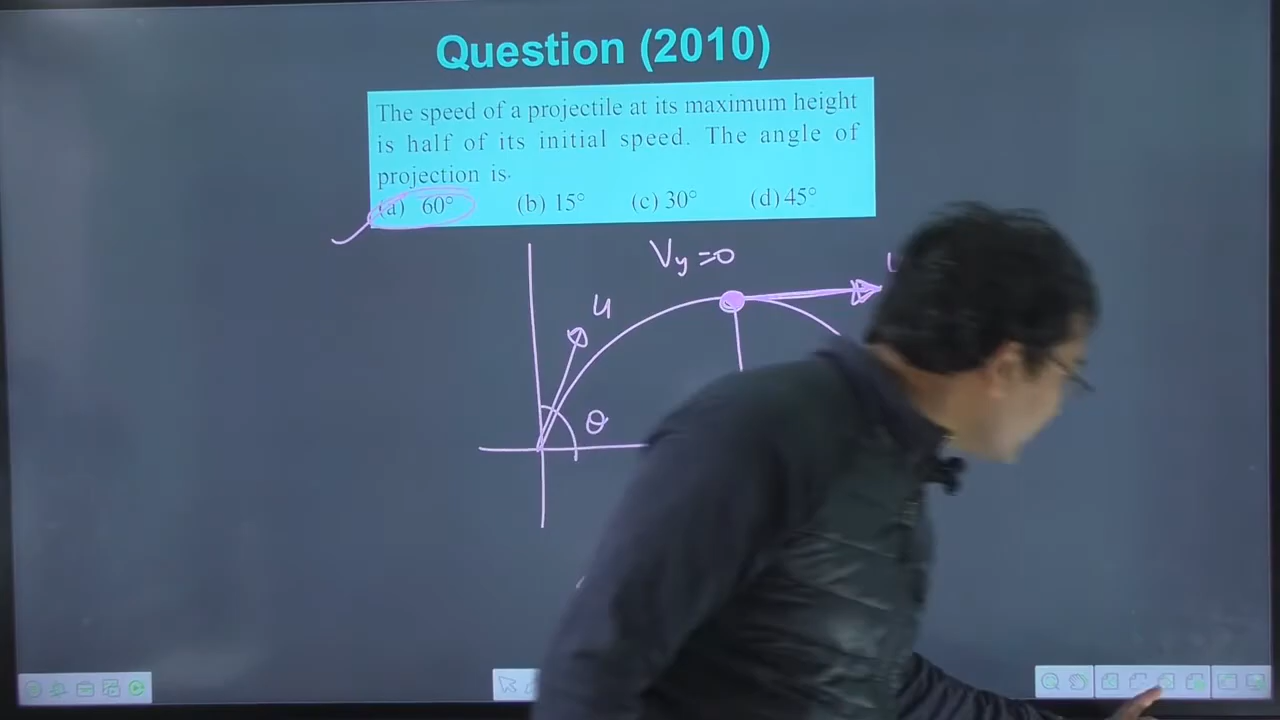 Question (2010)
The speed of a projectile at its maximum height
is half of its initial speed. The angle of
projection is.
(a) 60° (b) 15° (c) 30° (d) 45°
Vy = 0
u
θ